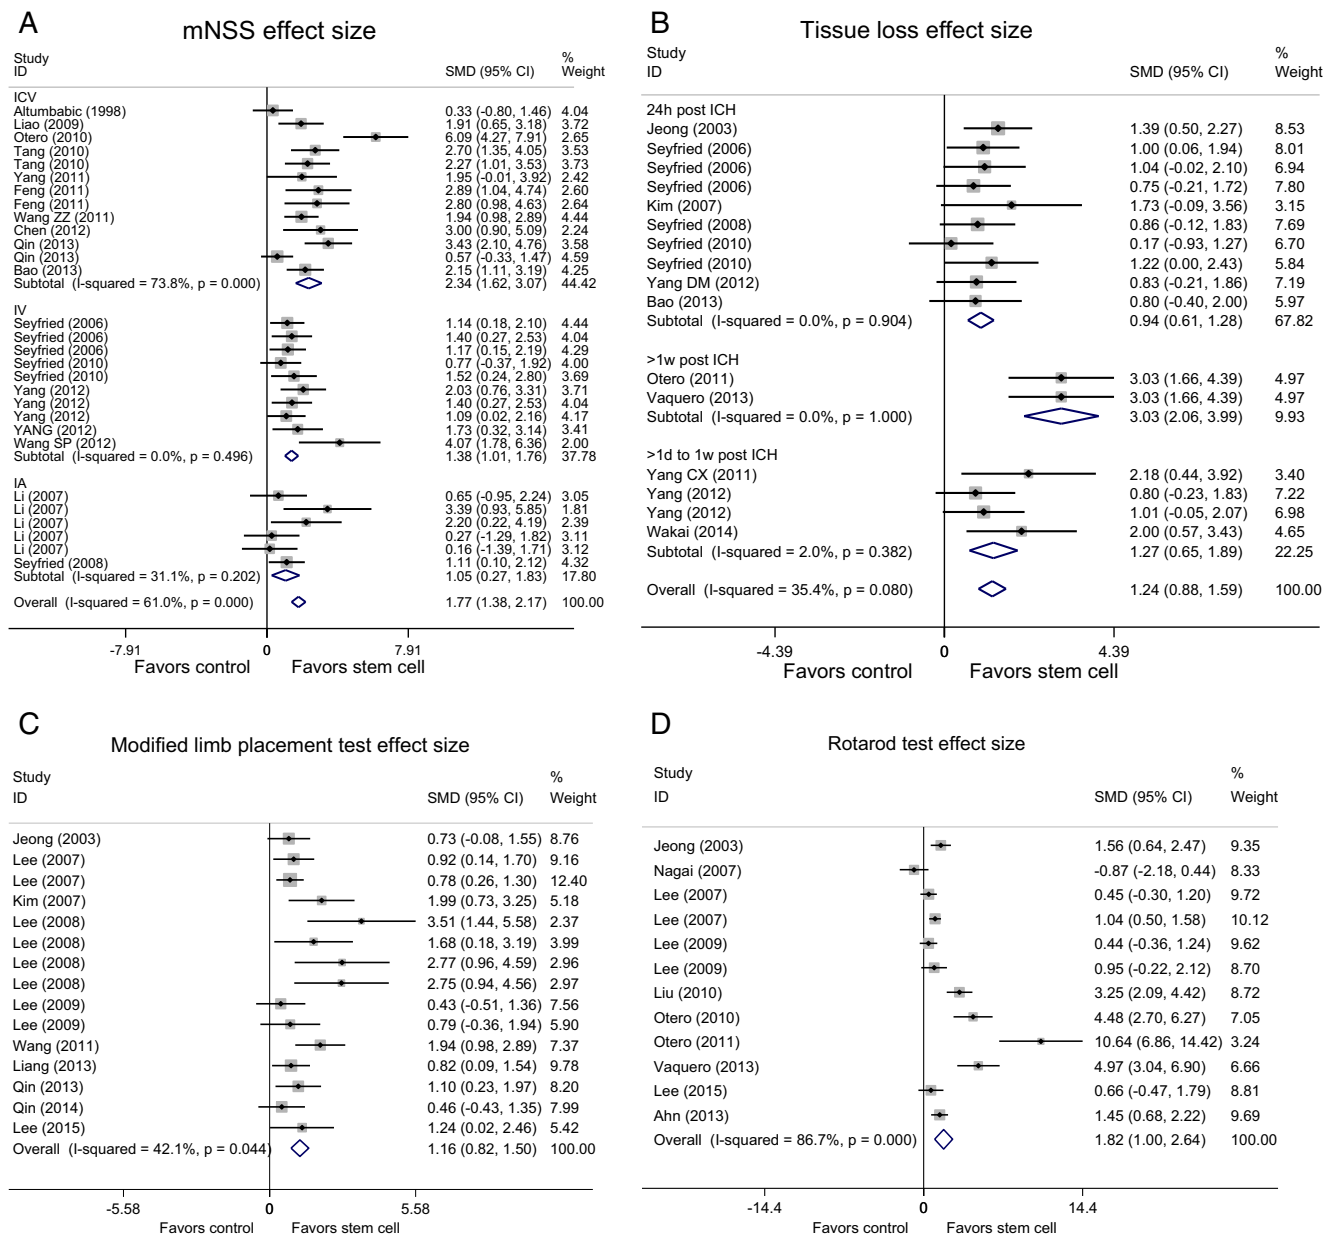 A
mNSS effect size
Study %
ID SMD (95% CI) Weight
ICV
Altumbabic (1998) 0.33 (-0.80, 1.46) 4.04
Liao (2009) 1.91 (0.65, 3.18) 3.72
Otero (2010) 6.09 (4.27, 7.91) 2.65
Tang (2010) 2.70 (1.35, 4.05) 3.53
Tang (2010) 2.27 (1.01, 3.53) 3.73
Yang (2011) 1.95 (-0.01, 3.92) 2.42
Feng (2011) 2.89 (1.04, 4.74) 2.60
Feng (2011) 2.80 (0.98, 4.63) 2.64
Wang ZZ (2011) 1.94 (0.98, 2.89) 4.44
Chen (2012) 3.00 (0.90, 5.09) 2.24
Qin (2013) 3.43 (2.10, 4.76) 3.58
Qin (2013) 0.57 (-0.33, 1.47) 4.59
Bao (2013) 2.15 (1.11, 3.19) 4.25
Subtotal (I-squared = 73.8%, p = 0.000) 2.34 (1.62, 3.07) 44.42
IV
Seyfried (2006) 1.14 (0.18, 2.10) 4.44
Seyfried (2006) 1.40 (0.27, 2.53) 4.04
Seyfried (2006) 1.17 (0.15, 2.19) 4.29
Seyfried (2010) 0.77 (-0.37, 1.92) 4.00
Seyfried (2010) 1.52 (0.24, 2.80) 3.69
Yang (2012) 2.03 (0.76, 3.31) 3.71
Yang (2012) 1.40 (0.27, 2.53) 4.04
Yang (2012) 1.09 (0.02, 2.16) 4.17
YANG (2012) 1.73 (0.32, 3.14) 3.41
Wang SP (2012) 4.07 (1.78, 6.36) 2.00
Subtotal (I-squared = 0.0%, p = 0.496) 1.38 (1.01, 1.76) 37.78
IA
Li (2007) 0.65 (-0.95, 2.24) 3.05
Li (2007) 3.39 (0.93, 5.85) 1.81
Li (2007) 2.20 (0.22, 4.19) 2.39
Li (2007) 0.27 (-1.29, 1.82) 3.11
Li (2007) 0.16 (-1.39, 1.71) 3.12
Seyfried (2008) 1.11 (0.10, 2.12) 4.32
Subtotal (I-squared = 31.1%, p = 0.202) 1.05 (0.27, 1.83) 17.80
Overall (I-squared = 61.0%, p = 0.000) 1.77 (1.38, 2.17) 100.00
-7.91 0 7.91
Favors control Favors stem cell
B
Tissue loss effect size
Study %
ID SMD (95% CI) Weight
24h post ICH
Jeong (2003) 1.39 (0.50, 2.27) 8.53
Seyfried (2006) 1.00 (0.06, 1.94) 8.01
Seyfried (2006) 1.04 (-0.02, 2.10) 6.94
Seyfried (2006) 0.75 (-0.21, 1.72) 7.80
Kim (2007) 1.73 (-0.09, 3.56) 3.15
Seyfried (2008) 0.86 (-0.12, 1.83) 7.69
Seyfried (2010) 0.17 (-0.93, 1.27) 6.70
Seyfried (2010) 1.22 (0.00, 2.43) 5.84
Yang DM (2012) 0.83 (-0.21, 1.86) 7.19
Bao (2013) 0.80 (-0.40, 2.00) 5.97
Subtotal (I-squared = 0.0%, p = 0.904) 0.94 (0.61, 1.28) 67.82
>1w post ICH
Otero (2011) 3.03 (1.66, 4.39) 4.97
Vaquero (2013) 3.03 (1.66, 4.39) 4.97
Subtotal (I-squared = 0.0%, p = 1.000) 3.03 (2.06, 3.99) 9.93
>1d to 1w post ICH
Yang CX (2011) 2.18 (0.44, 3.92) 3.40
Yang (2012) 0.80 (-0.23, 1.83) 7.22
Yang (2012) 1.01 (-0.05, 2.07) 6.98
Wakai (2014) 2.00 (0.57, 3.43) 4.65
Subtotal (I-squared = 2.0%, p = 0.382) 1.27 (0.65, 1.89) 22.25
Overall (I-squared = 35.4%, p = 0.080) 1.24 (0.88, 1.59) 100.00
-4.39 0 4.39
Favors control Favors stem cell
C
Modified limb placement test effect size
Study %
ID SMD (95% CI) Weight
Jeong (2003) 0.73 (-0.08, 1.55) 8.76
Lee (2007) 0.92 (0.14, 1.70) 9.16
Lee (2007) 0.78 (0.26, 1.30) 12.40
Kim (2007) 1.99 (0.73, 3.25) 5.18
Lee (2008) 3.51 (1.44, 5.58) 2.37
Lee (2008) 1.68 (0.18, 3.19) 3.99
Lee (2008) 2.77 (0.96, 4.59) 2.96
Lee (2008) 2.75 (0.94, 4.56) 2.97
Lee (2009) 0.43 (-0.51, 1.36) 7.56
Lee (2009) 0.79 (-0.36, 1.94) 5.90
Wang (2011) 1.94 (0.98, 2.89) 7.37
Liang (2013) 0.82 (0.09, 1.54) 9.78
Qin (2013) 1.10 (0.23, 1.97) 8.20
Qin (2014) 0.46 (-0.43, 1.35) 7.99
Lee (2015) 1.24 (0.02, 2.46) 5.42
Overall (I-squared = 42.1%, p = 0.044) 1.16 (0.82, 1.50) 100.00
-5.58 0 5.58
Favors control Favors stem cell
D
Rotarod test effect size
Study %
ID SMD (95% CI) Weight
Jeong (2003) 1.56 (0.64, 2.47) 9.35
Nagai (2007) -0.87 (-2.18, 0.44) 8.33
Lee (2007) 0.45 (-0.30, 1.20) 9.72
Lee (2007) 1.04 (0.50, 1.58) 10.12
Lee (2009) 0.44 (-0.36, 1.24) 9.62
Lee (2009) 0.95 (-0.22, 2.12) 8.70
Liu (2010) 3.25 (2.09, 4.42) 8.72
Otero (2010) 4.48 (2.70, 6.27) 7.05
Otero (2011) 10.64 (6.86, 14.42) 3.24
Vaquero (2013) 4.97 (3.04, 6.90) 6.66
Lee (2015) 0.66 (-0.47, 1.79) 8.81
Ahn (2013) 1.45 (0.68, 2.22) 9.69
Overall (I-squared = 86.7%, p = 0.000) 1.82 (1.00, 2.64) 100.00
-14.4 0 14.4
Favors control Favors stem cell